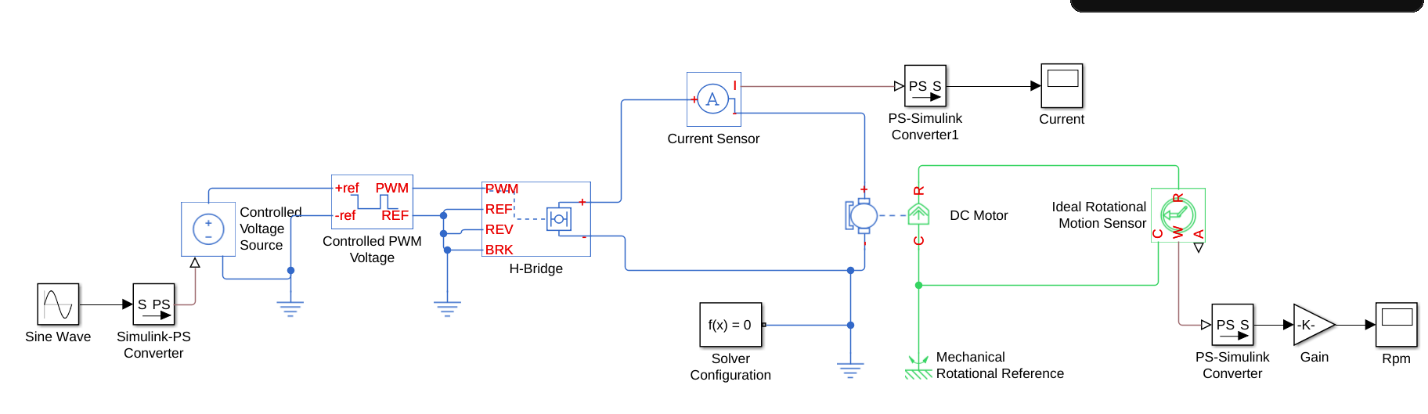 +
A
I
-
Current Sensor
PS S
PS-Simulink
Converter1
Current
+ref PWM
-ref REF
Controlled PWM
Voltage
PWM
REF
REV
BRK
+
-
H-Bridge
+
-
Controlled
Voltage
Source
+
-
R
C
DC Motor
Ideal Rotational
Motion Sensor
R
C
W
A
Sine Wave
S PS
Simulink-PS
Converter
f(x) = 0
Solver
Configuration
Mechanical
Rotational Reference
PS S
PS-Simulink
Converter
-K-
Gain
Rpm